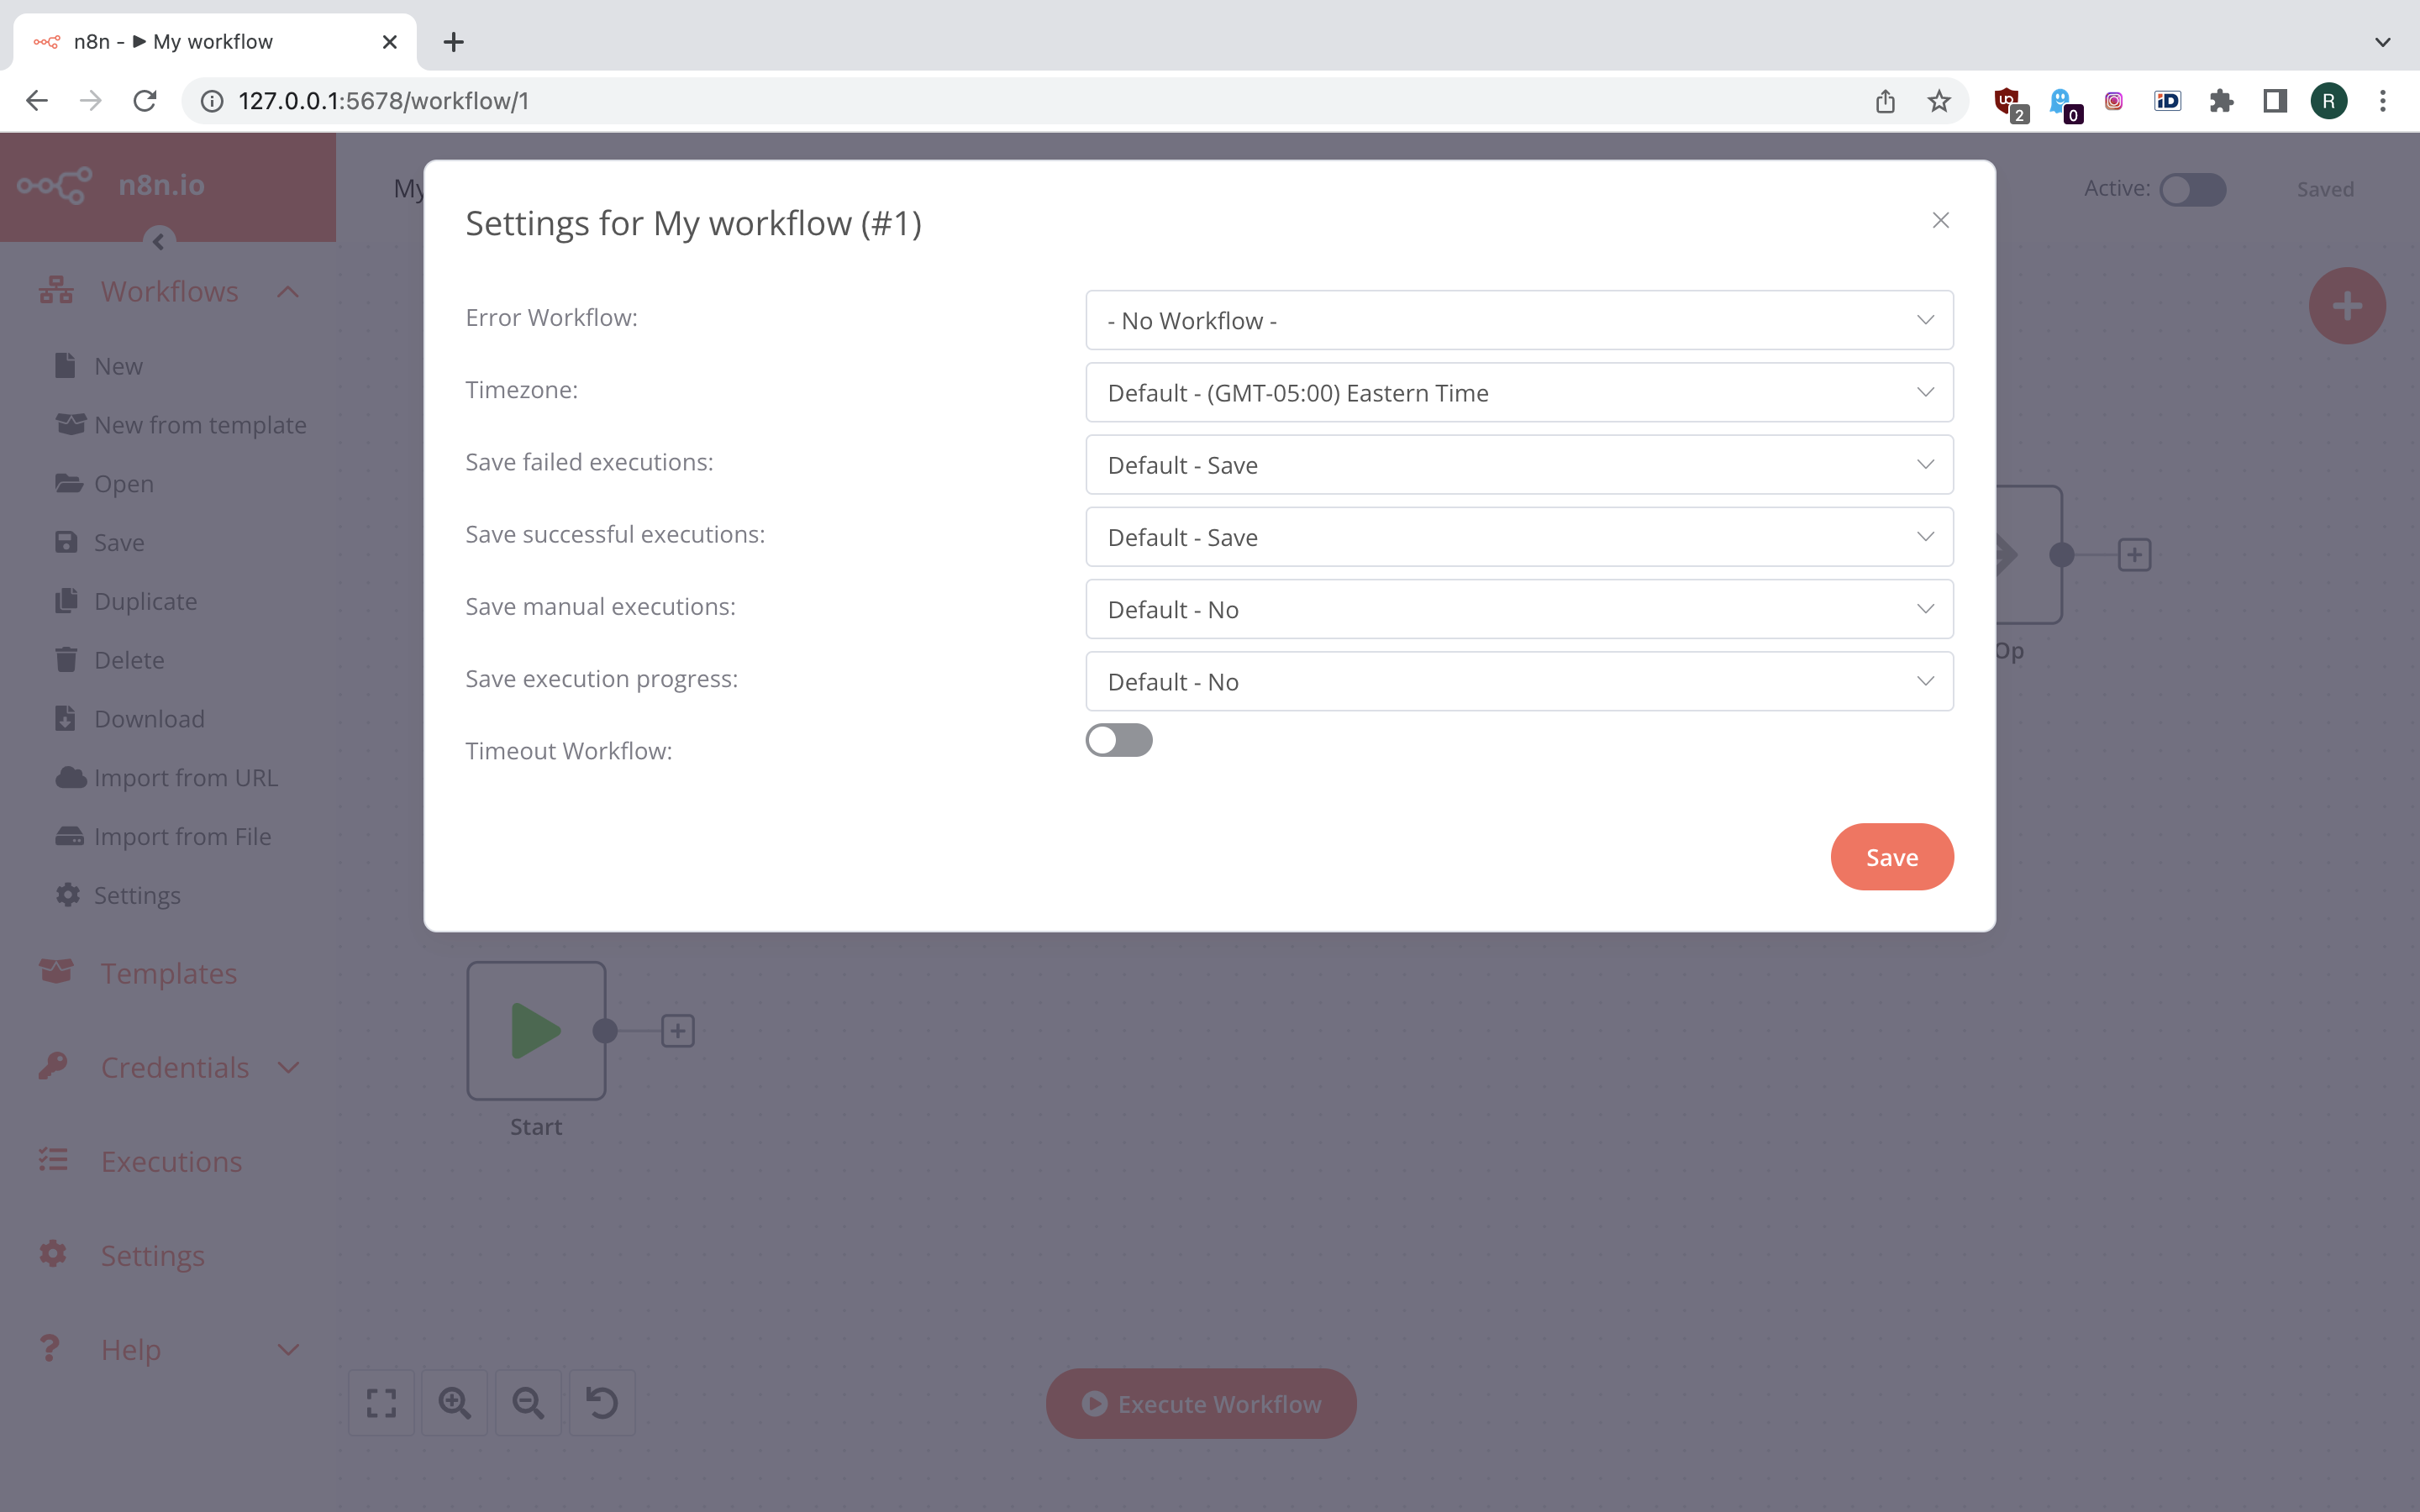 n8n - ▶ My workflow
127.0.0.1:5678/workflow/1
2
0
iD
R
n8n.io
My
Active:
Saved
Settings for My workflow (#1)
Workflows
New
New from template
Open
Save
Duplicate
Delete
Download
Import from URL
Import from File
Settings
Templates
Credentials
Executions
Settings
Help
Error Workflow:
- No Workflow -
Timezone:
Default - (GMT-05:00) Eastern Time
Save failed executions:
Default - Save
Save successful executions:
Default - Save
Save manual executions:
Default - No
Save execution progress:
Default - No
Timeout Workflow:
Save
Op
Start
Execute Workflow